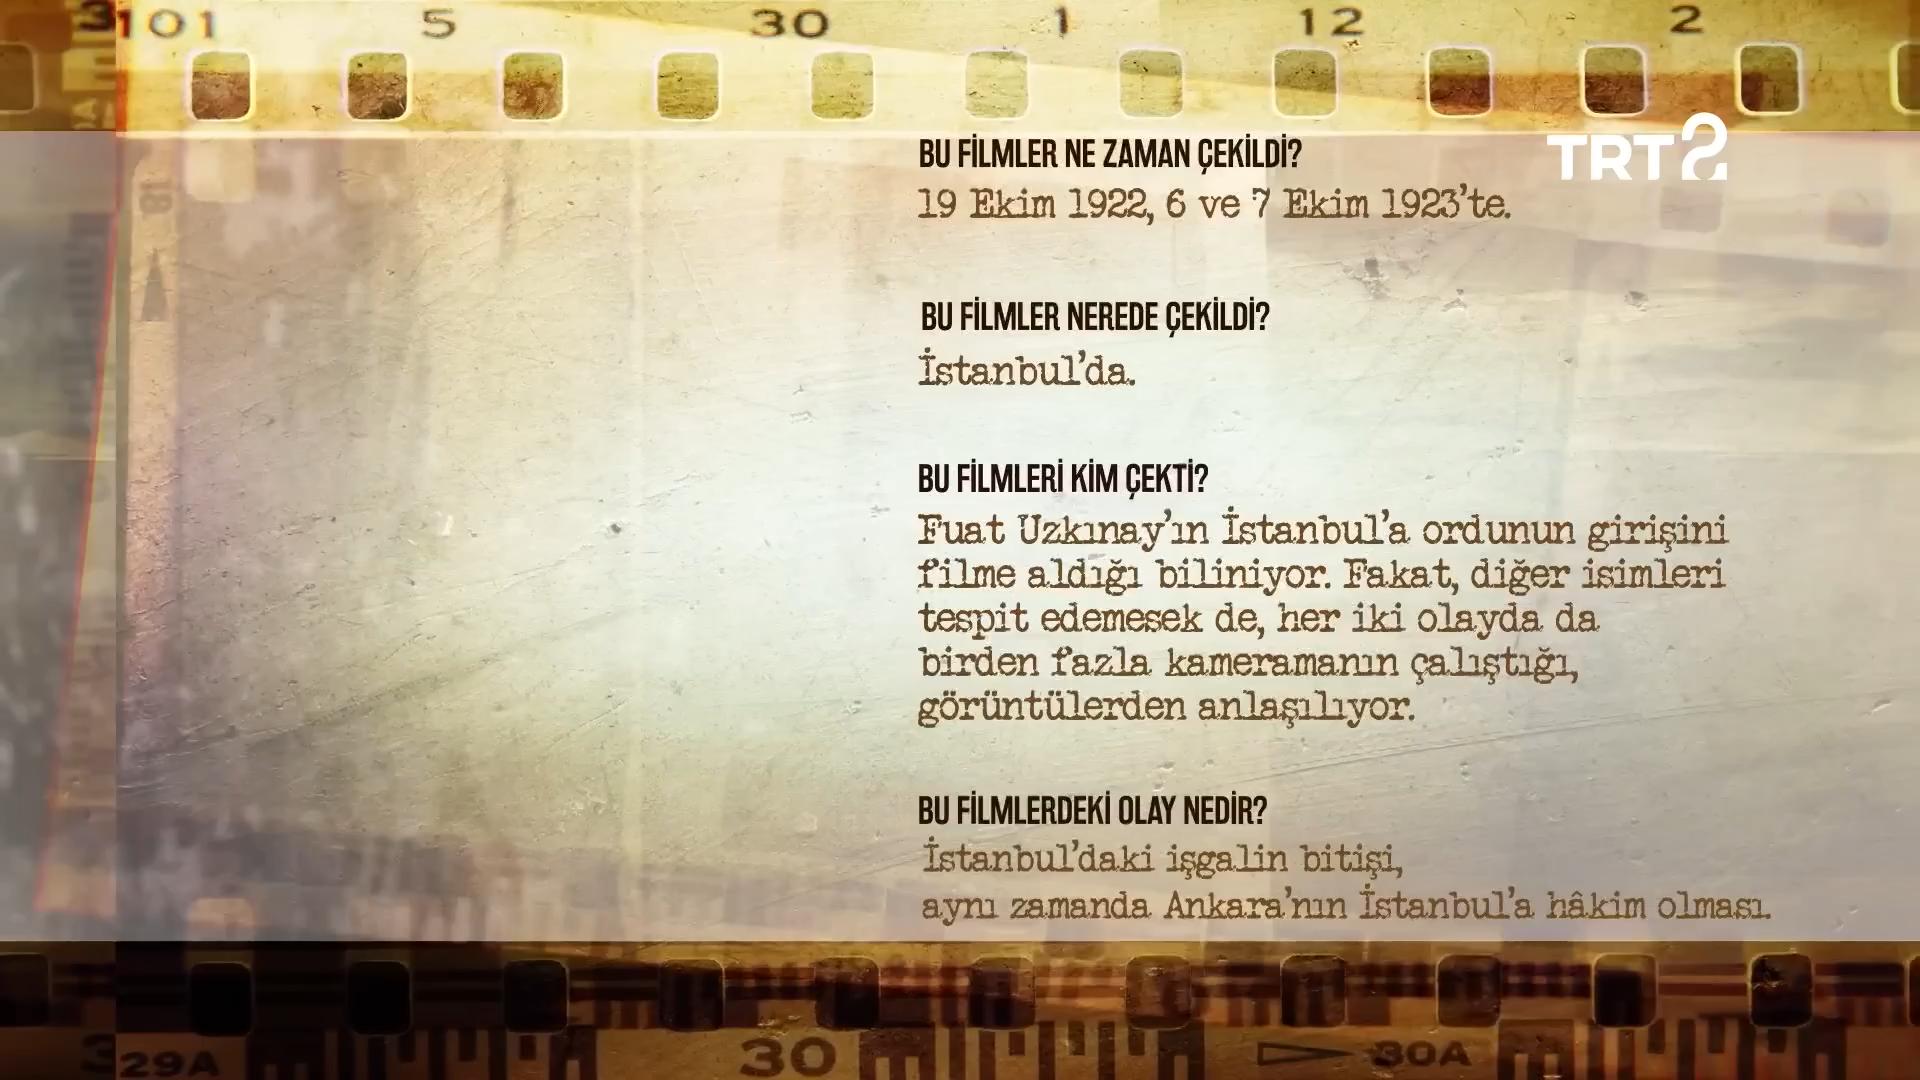 101 5 30 1 12 2
TRT2
BU FİLMLER NE ZAMAN ÇEKİLDİ?
19 Ekim 1922, 6 ve 7 Ekim 1923'te.
BU FİLMLER NEREDE ÇEKİLDİ?
İstanbul'da.
BU FİLMLERİ KİM ÇEKTİ?
Fuat Uzkınay'ın İstanbul'a ordunun girişini
filme aldığı biliniyor. Fakat, diğer isimleri
tespit edemesek de, her iki olayda da
birden fazla kameramanın çalıştığı,
görüntülerden anlaşılıyor.
BU FİLMLERDEKİ OLAY NEDİR?
İstanbul'daki işgalin bitişi,
aynı zamanda Ankara'nın İstanbul'a hâkim olması.
29A 30 30A